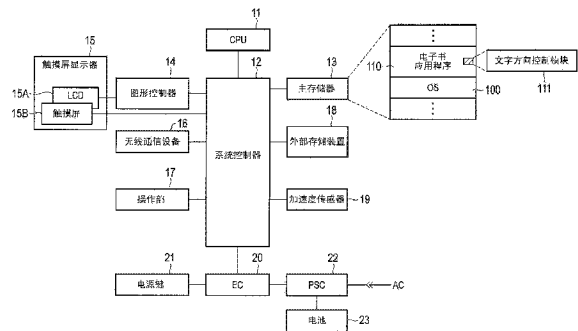 11
CPU
15
触摸屏显示器
15A
LCD
15B
触摸屏
14
图形控制器
12
系统控制器
13
主存储器
110
电子书
应用程序
OS
100
文字方向控制模块
111
16
无线通信设备
18
外部存储装置
17
操作部
加速度传感器
19
21
电源键
20
EC
22
PSC
AC
电池
23